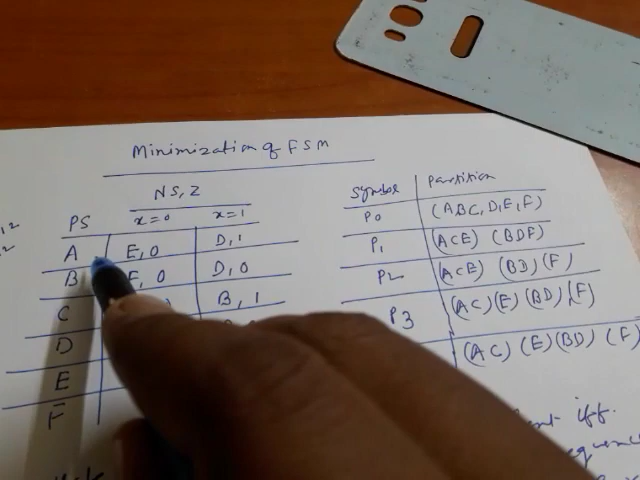 Minimization of FSM
NS, Z
PS x=0 x=1
A E,0 D,1
B F,0 D,0
C B,1
D
E
F
Symbol Partition
P0 (ABC,D,E,F)
P1 (ACE) (BDF)
P2 (ACE) (BD) (F)
P3 (AC)(E)(BD)(F)
(AC)(E)(BD)(F)
iff.